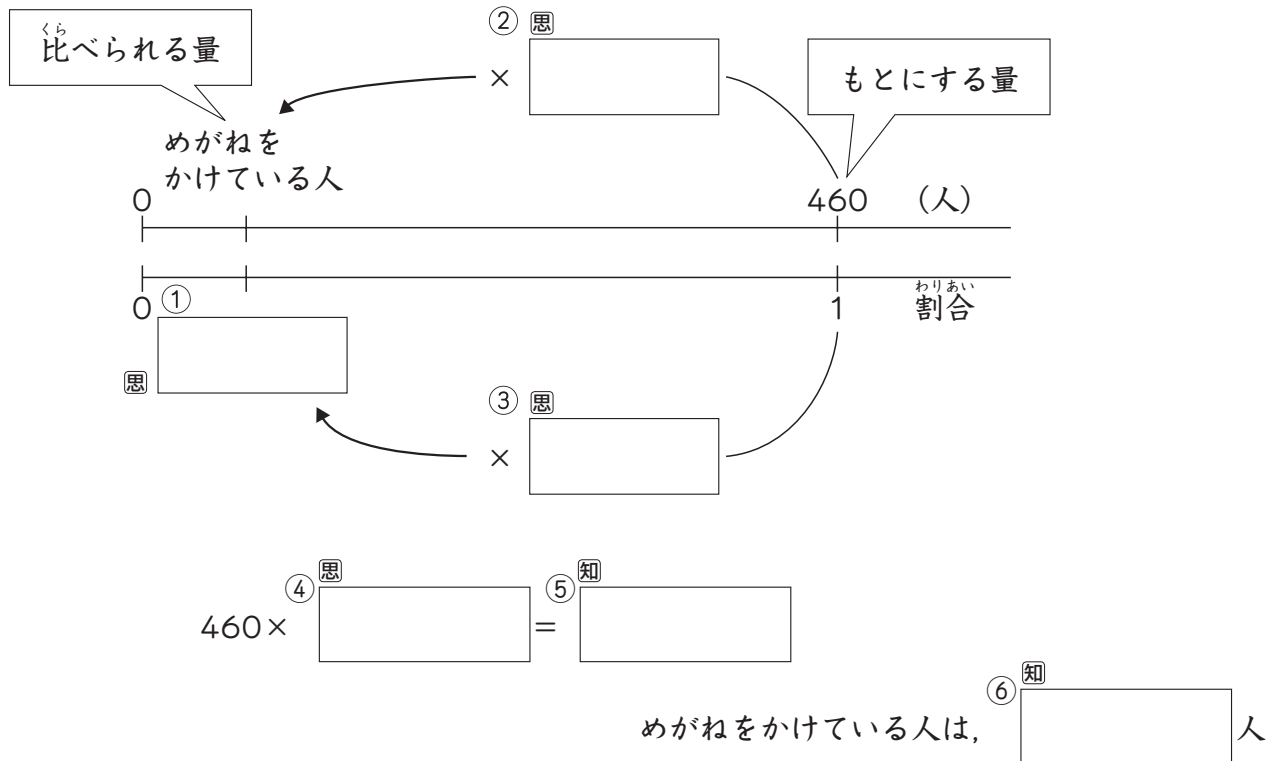 ② 思
くら
比べられる量
× もとにする量
めがねを
かけている人
0 460 (人)
0 ① 1 わりあい
割合
思
③ 思
×
④ 思 ⑤ 知
460× =
⑥ 知
めがねをかけている人は, 人